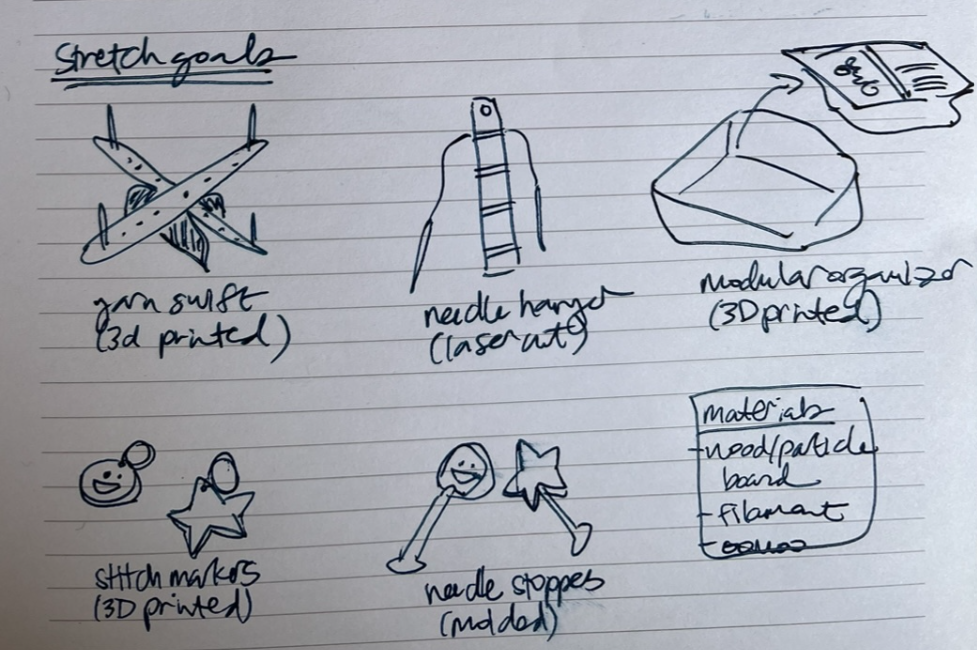 Stretch goals
yarn swift
(3d printed)
needle hanger
(laser cut)
modular organizer
(3D printed)
stitch markers
(3D printed)
needle stoppers
(molded)
materials
- wood/particle
board
- filament
-